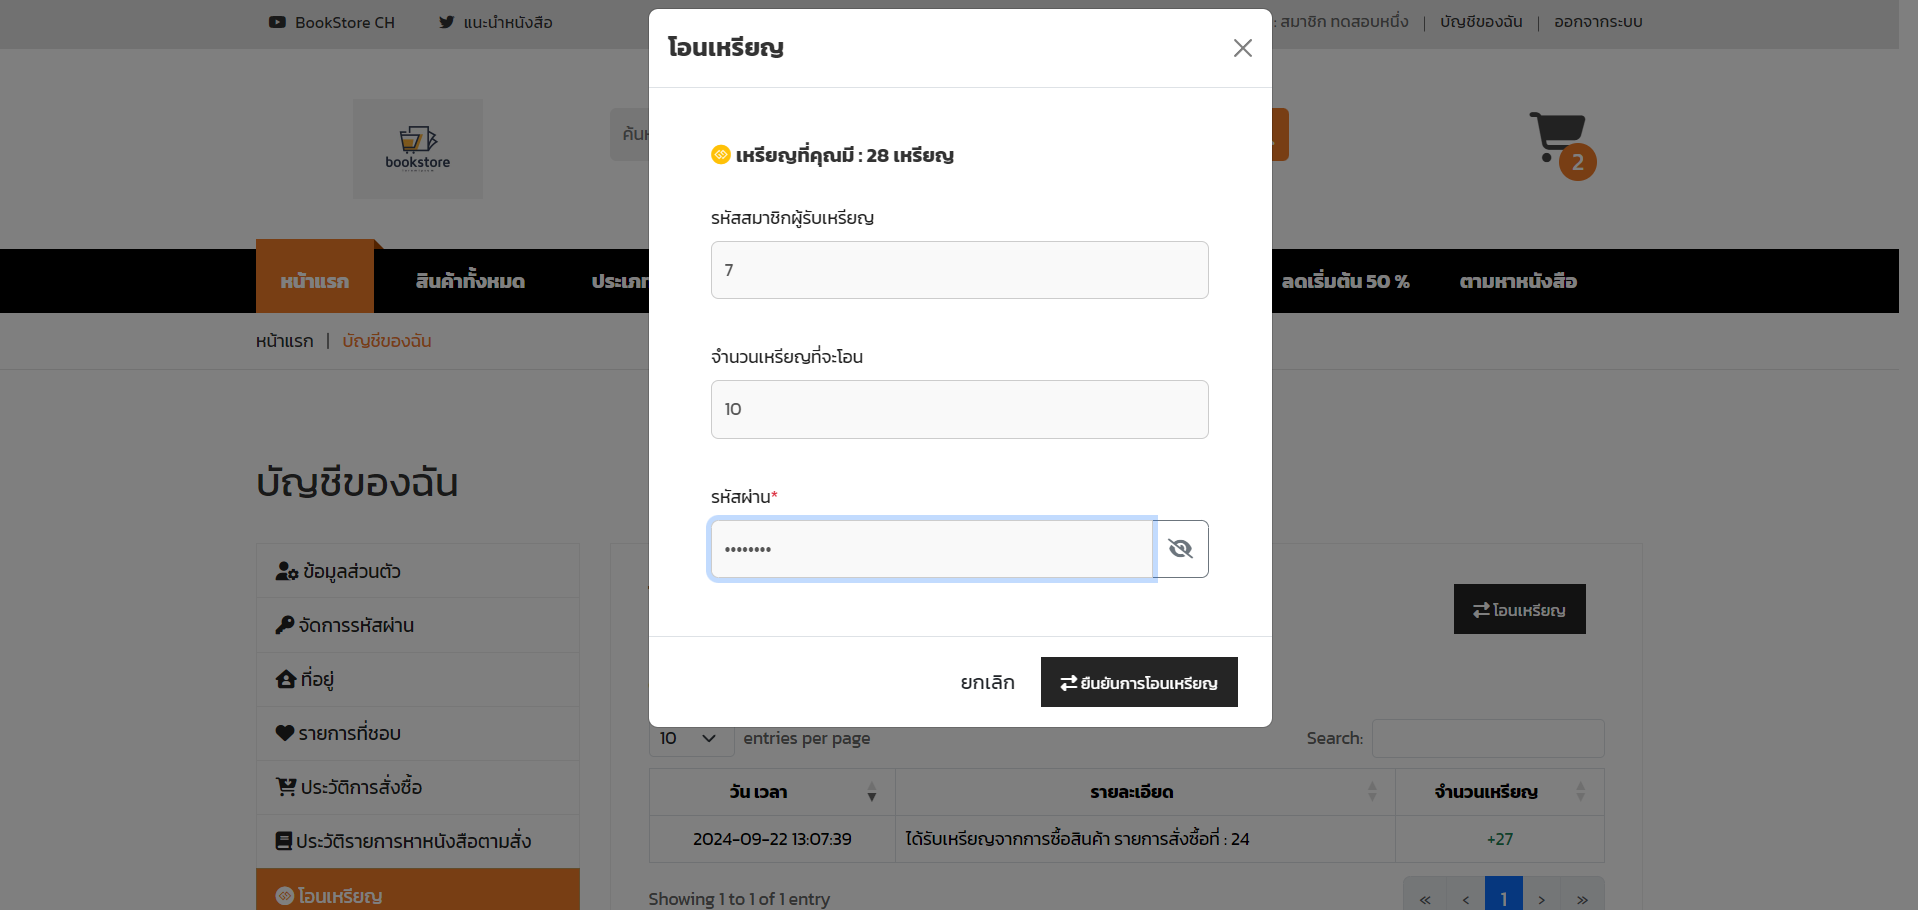 BookStore CH
แนะนำหนังสือ
: สมาชิก ทดสอบหนึ่ง | บัญชีของฉัน | ออกจากระบบ
โอนเหรียญ
bookstore
2
เหรียญที่คุณมี : 28 เหรียญ
รหัสสมาชิกผู้รับเหรียญ
7
หน้าแรก
สินค้าทั้งหมด
ลดเริ่มต้น 50 %
ตามหาหนังสือ
หน้าแรก | บัญชีของฉัน
จำนวนเหรียญที่จะโอน
10
บัญชีของฉัน
รหัสผ่าน*
••••••••
ข้อมูลส่วนตัว
จัดการรหัสผ่าน
ที่อยู่
รายการที่ชอบ
ประวัติการสั่งซื้อ
ประวัติรายการหาหนังสือตามสั่ง
โอนเหรียญ
โอนเหรียญ
ยกเลิก
ยืนยันการโอนเหรียญ
10 entries per page
Search:
วัน เวลา รายละเอียด จำนวนเหรียญ
2024-09-22 13:07:39 ได้รับเหรียญจากการซื้อสินค้า รายการสั่งซื้อที่ : 24 +27
Showing 1 to 1 of 1 entry
« ‹ 1 › »